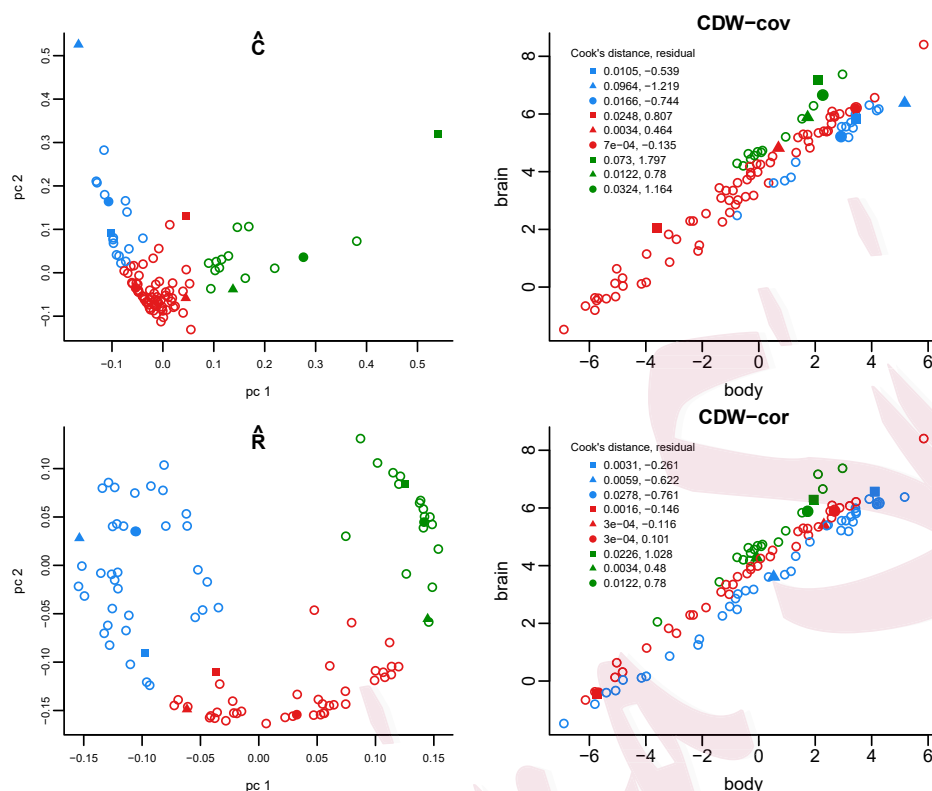 Ĉ
pc 2
0.5
0.4
0.3
0.2
0.1
0.0
−0.1
−0.1 0.0 0.1 0.2 0.3 0.4 0.5
pc 1
CDW−cov
Cook's distance, residual
0.0105, −0.539
0.0964, −1.219
0.0166, −0.744
0.0248, 0.807
0.0034, 0.464
7e−04, −0.135
0.073, 1.797
0.0122, 0.78
0.0324, 1.164
brain
8
6
4
2
0
−6 −4 −2 0 2 4 6
body
R̂
pc 2
0.10
0.05
0.00
−0.05
−0.10
−0.15
−0.15 −0.10 −0.05 0.00 0.05 0.10 0.15
pc 1
CDW−cor
Cook's distance, residual
0.0031, −0.261
0.0059, −0.622
0.0278, −0.761
0.0016, −0.146
3e−04, −0.116
3e−04, 0.101
0.0226, 1.028
0.0034, 0.48
0.0122, 0.78
brain
8
6
4
2
0
−6 −4 −2 0 2 4 6
body